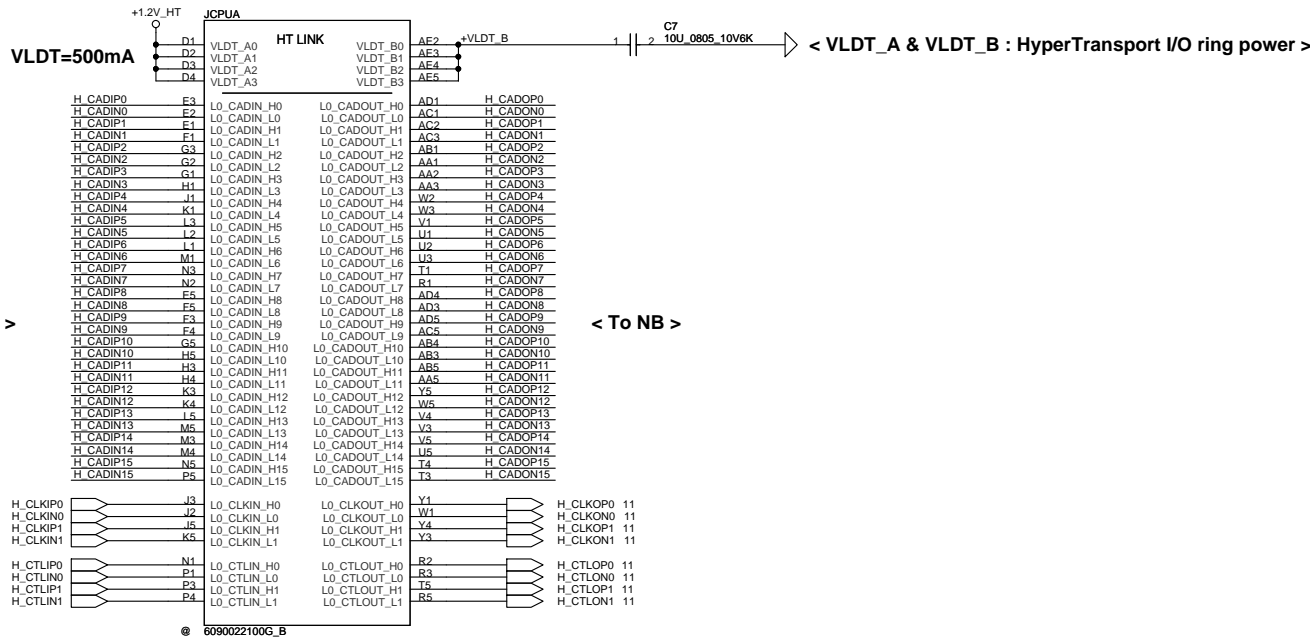 +1.2V_HT
JCPUA
HT LINK
VLDT=500mA
D1 VLDT_A0 VLDT_B0 AE2 +VLDT_B
D2 VLDT_A1 VLDT_B1 AE3
D3 VLDT_A2 VLDT_B2 AE4
D4 VLDT_A3 VLDT_B3 AE5
C7
1 2 10U_0805_10V6K
< VLDT_A & VLDT_B : HyperTransport I/O ring power >
H_CADIP0 E3 L0_CADIN_H0 L0_CADOUT_H0 AD1 H_CADOP0
H_CADIN0 E2 L0_CADIN_L0 L0_CADOUT_L0 AC1 H_CADON0
H_CADIP1 E1 L0_CADIN_H1 L0_CADOUT_H1 AC2 H_CADOP1
H_CADIN1 F1 L0_CADIN_L1 L0_CADOUT_L1 AC3 H_CADON1
H_CADIP2 G3 L0_CADIN_H2 L0_CADOUT_H2 AB1 H_CADOP2
H_CADIN2 G2 L0_CADIN_L2 L0_CADOUT_L2 AA1 H_CADON2
H_CADIP3 G1 L0_CADIN_H3 L0_CADOUT_H3 AA2 H_CADOP3
H_CADIN3 H1 L0_CADIN_L3 L0_CADOUT_L3 AA3 H_CADON3
H_CADIP4 J1 L0_CADIN_H4 L0_CADOUT_H4 W2 H_CADOP4
H_CADIN4 K1 L0_CADIN_L4 L0_CADOUT_L4 W3 H_CADON4
H_CADIP5 L3 L0_CADIN_H5 L0_CADOUT_H5 V1 H_CADOP5
H_CADIN5 L2 L0_CADIN_L5 L0_CADOUT_L5 U1 H_CADON5
H_CADIP6 L1 L0_CADIN_H6 L0_CADOUT_H6 U2 H_CADOP6
H_CADIN6 M1 L0_CADIN_L6 L0_CADOUT_L6 U3 H_CADON6
H_CADIP7 N3 L0_CADIN_H7 L0_CADOUT_H7 T1 H_CADOP7
H_CADIN7 N2 L0_CADIN_L7 L0_CADOUT_L7 R1 H_CADON7
H_CADIP8 E5 L0_CADIN_H8 L0_CADOUT_H8 AD4 H_CADOP8
H_CADIN8 F5 L0_CADIN_L8 L0_CADOUT_L8 AD3 H_CADON8
H_CADIP9 F3 L0_CADIN_H9 L0_CADOUT_H9 AD5 H_CADOP9
H_CADIN9 F4 L0_CADIN_L9 L0_CADOUT_L9 AC5 H_CADON9
H_CADIP10 G5 L0_CADIN_H10 L0_CADOUT_H10 AB4 H_CADOP10
H_CADIN10 H5 L0_CADIN_L10 L0_CADOUT_L10 AB3 H_CADON10
H_CADIP11 H3 L0_CADIN_H11 L0_CADOUT_H11 AB5 H_CADOP11
H_CADIN11 H4 L0_CADIN_L11 L0_CADOUT_L11 AA5 H_CADON11
H_CADIP12 K3 L0_CADIN_H12 L0_CADOUT_H12 Y5 H_CADOP12
H_CADIN12 K4 L0_CADIN_L12 L0_CADOUT_L12 W5 H_CADON12
H_CADIP13 L5 L0_CADIN_H13 L0_CADOUT_H13 V4 H_CADOP13
H_CADIN13 M5 L0_CADIN_L13 L0_CADOUT_L13 V3 H_CADON13
H_CADIP14 M3 L0_CADIN_H14 L0_CADOUT_H14 V5 H_CADOP14
H_CADIN14 M4 L0_CADIN_L14 L0_CADOUT_L14 U5 H_CADON14
H_CADIP15 N5 L0_CADIN_H15 L0_CADOUT_H15 T4 H_CADOP15
H_CADIN15 P5 L0_CADIN_L15 L0_CADOUT_L15 T3 H_CADON15
>
< To NB >
H_CLKIP0 J3 L0_CLKIN_H0 L0_CLKOUT_H0 Y1 H_CLKOP0 11
H_CLKIN0 J2 L0_CLKIN_L0 L0_CLKOUT_L0 W1 H_CLKON0 11
H_CLKIP1 J5 L0_CLKIN_H1 L0_CLKOUT_H1 Y4 H_CLKOP1 11
H_CLKIN1 K5 L0_CLKIN_L1 L0_CLKOUT_L1 Y3 H_CLKON1 11
H_CTLIP0 N1 L0_CTLIN_H0 L0_CTLOUT_H0 R2 H_CTLOP0 11
H_CTLIN0 P1 L0_CTLIN_L0 L0_CTLOUT_L0 R3 H_CTLON0 11
H_CTLIP1 P3 L0_CTLIN_H1 L0_CTLOUT_H1 T5 H_CTLOP1 11
H_CTLIN1 P4 L0_CTLIN_L1 L0_CTLOUT_L1 R5 H_CTLON1 11
@ 6090022100G_B